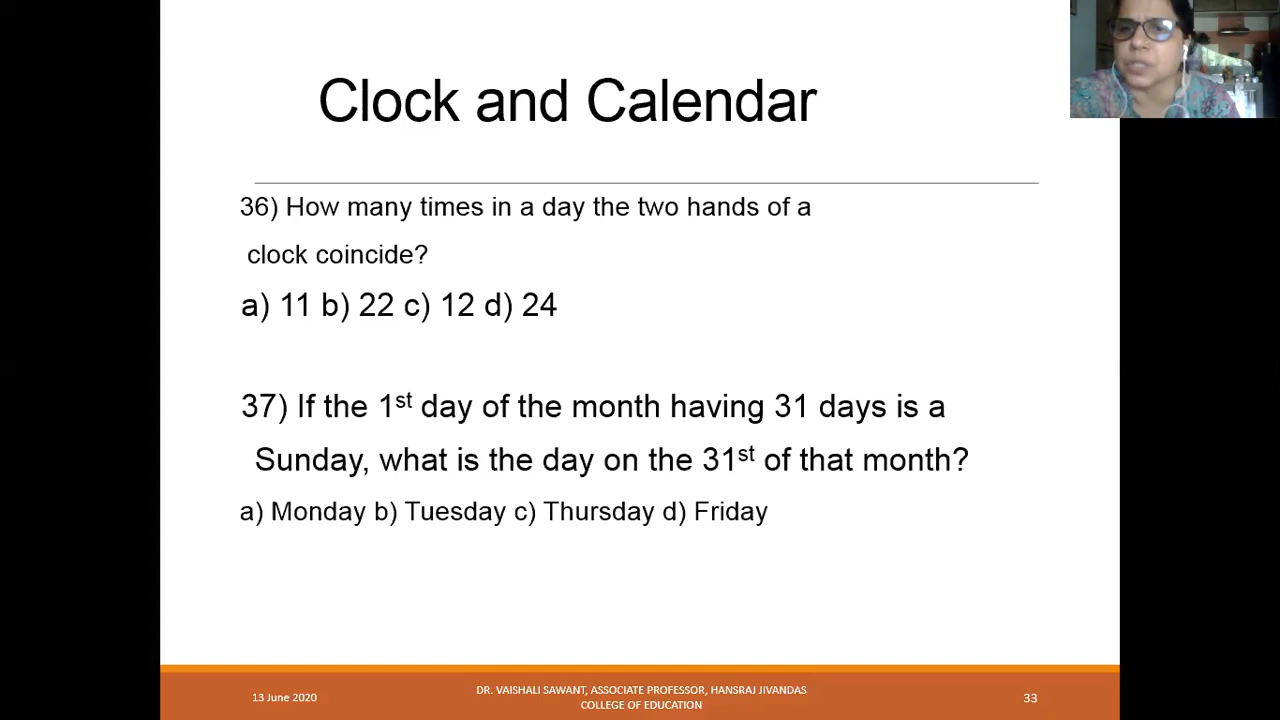 Clock and Calendar
36) How many times in a day the two hands of a
clock coincide?
a) 11 b) 22 c) 12 d) 24
37) If the 1st day of the month having 31 days is a
Sunday, what is the day on the 31st of that month?
a) Monday b) Tuesday c) Thursday d) Friday
13 June 2020
DR. VAISHALI SAWANT, ASSOCIATE PROFESSOR, HANSRAJ JIVANDAS
COLLEGE OF EDUCATION
33